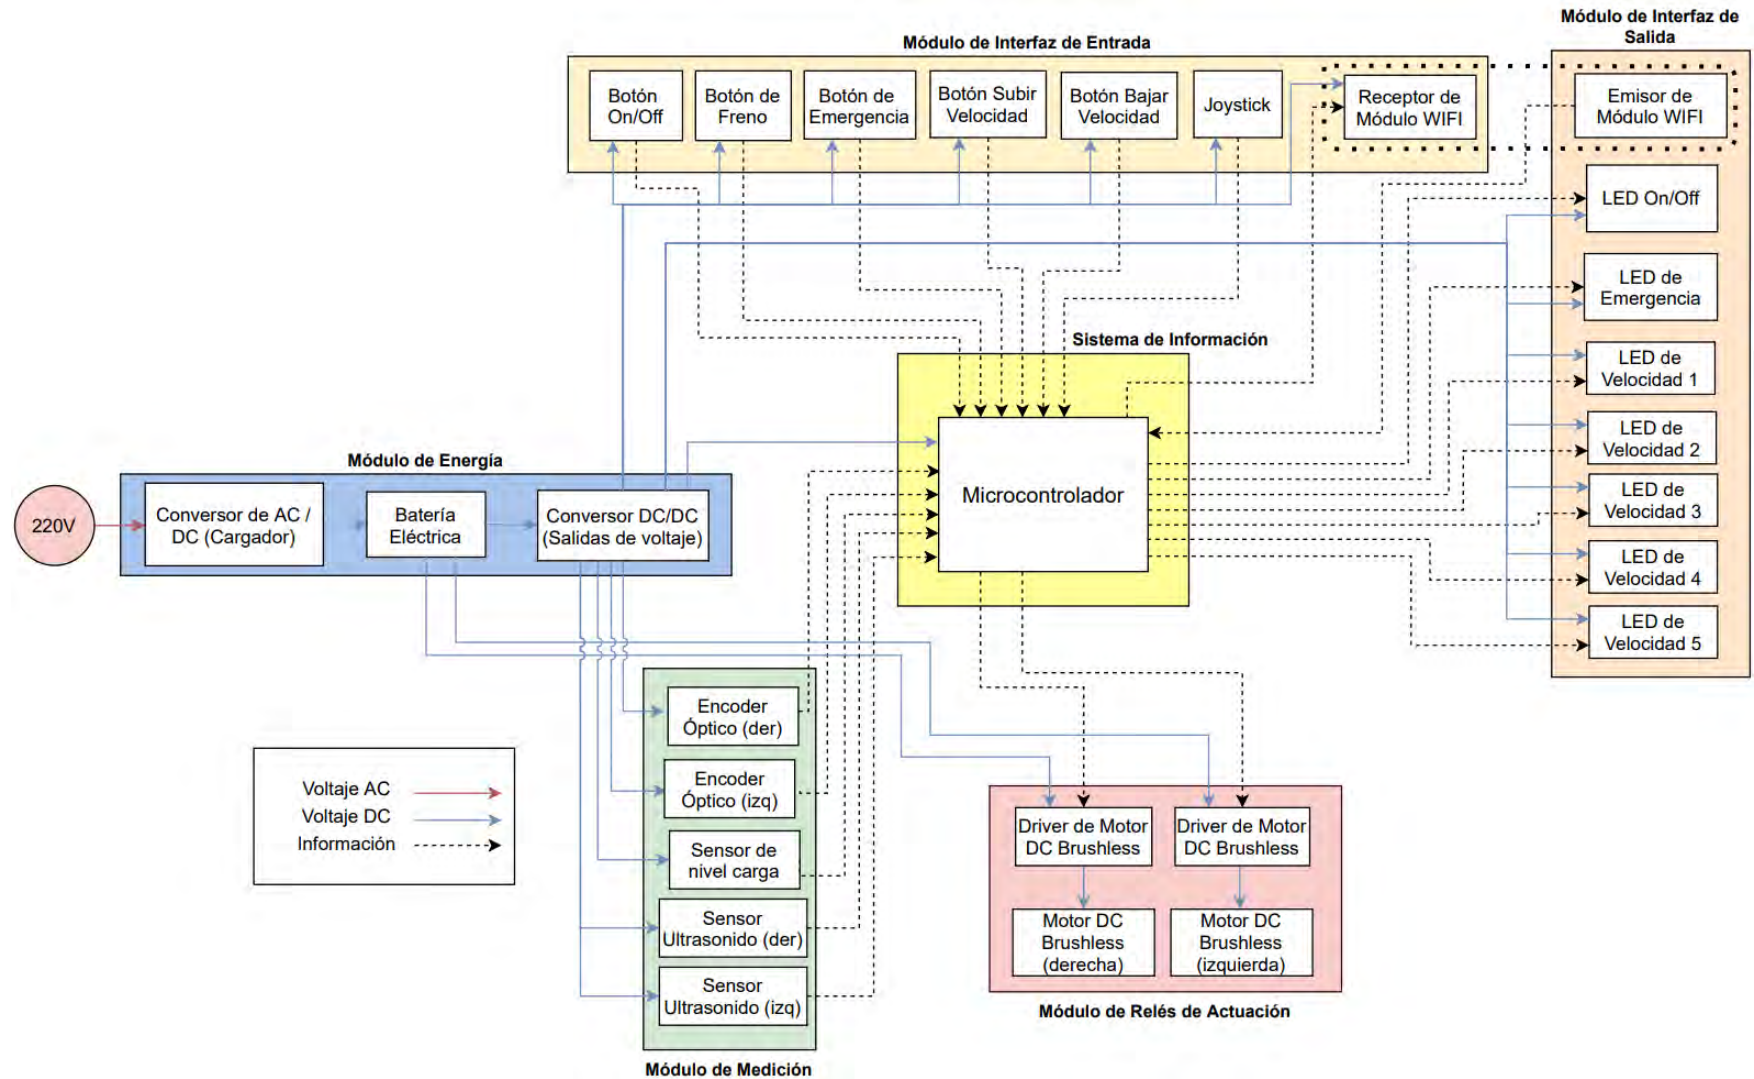 Módulo de Interfaz de
Salida
Módulo de Interfaz de Entrada
Botón
On/Off
Botón de
Freno
Botón de
Emergencia
Botón Subir
Velocidad
Botón Bajar
Velocidad
Joystick
Receptor de
Módulo WIFI
Emisor de
Módulo WIFI
LED On/Off
LED de
Emergencia
LED de
Velocidad 1
LED de
Velocidad 2
LED de
Velocidad 3
LED de
Velocidad 4
LED de
Velocidad 5
Sistema de Información
Microcontrolador
Módulo de Energía
220V
Conversor de AC /
DC (Cargador)
Batería
Eléctrica
Conversor DC/DC
(Salidas de voltaje)
Encoder
Óptico (der)
Encoder
Óptico (izq)
Sensor de
nivel carga
Sensor
Ultrasonido (der)
Sensor
Ultrasonido (izq)
Módulo de Medición
Voltaje AC
Voltaje DC
Información
Driver de Motor
DC Brushless
Driver de Motor
DC Brushless
Motor DC
Brushless
(derecha)
Motor DC
Brushless
(izquierda)
Módulo de Relés de Actuación